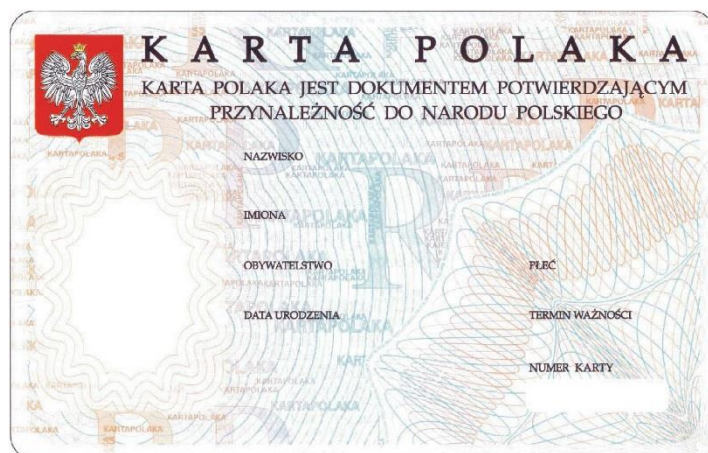 KARTA POLAKA
KARTA POLAKA JEST DOKUMENTEM POTWIERDZAJĄCYM
PRZYNALEŻNOŚĆ DO NARODU POLSKIEGO
NAZWISKO
IMIONA
OBYWATELSTWO
PŁEĆ
DATA URODZENIA
TERMIN WAŻNOŚCI
NUMER KARTY